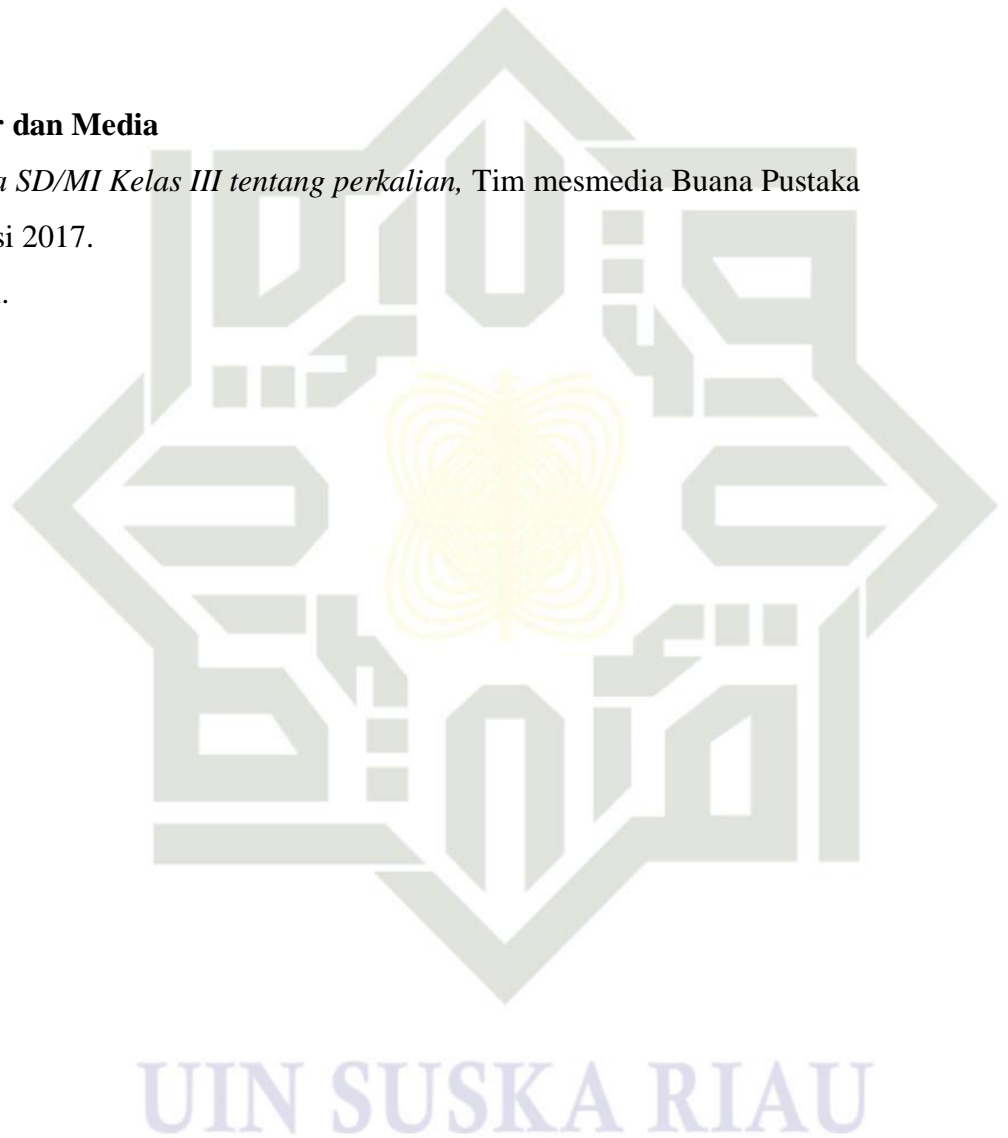 r dan Media
a SD/MI Kelas III tentang perkalian, Tim mesmedia Buana Pustaka
si 2017.
.
UIN SUSKA RIAU